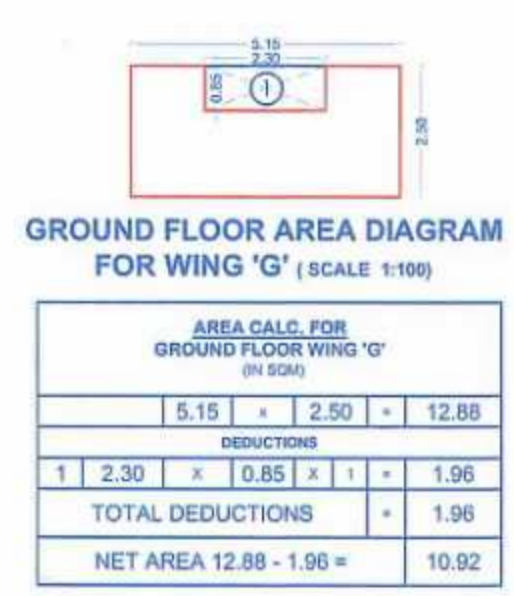 5.15
2.30
0.85
1
2.50
GROUND FLOOR AREA DIAGRAM
FOR WING 'G' ( SCALE 1:100)
AREA CALC. FOR
GROUND FLOOR WING 'G'
(IN SQM)
5.15 x 2.50 = 12.88
DEDUCTIONS
1 2.30 X 0.85 X 1 = 1.96
TOTAL DEDUCTIONS = 1.96
NET AREA 12.88 - 1.96 = 10.92